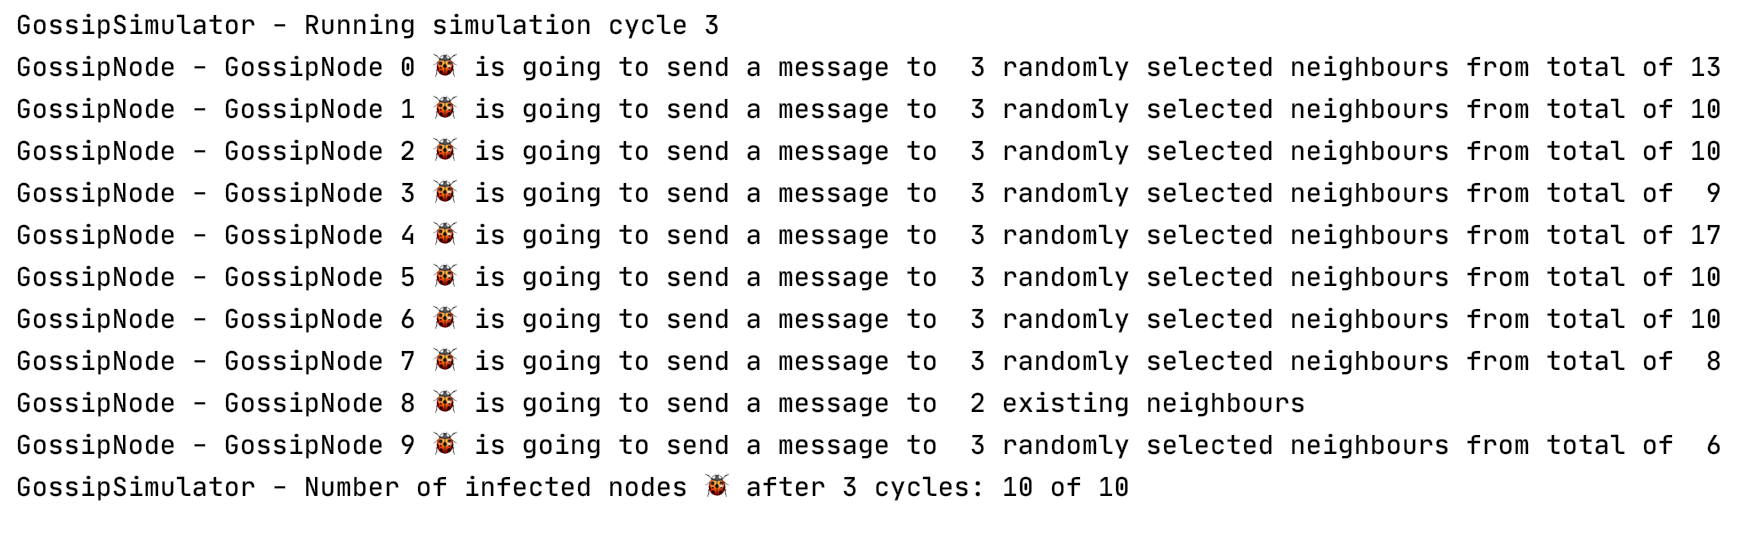 GossipSimulator - Running simulation cycle 3
GossipNode - GossipNode 0 🐞 is going to send a message to  3 randomly selected neighbours from total of 13
GossipNode - GossipNode 1 🐞 is going to send a message to  3 randomly selected neighbours from total of 10
GossipNode - GossipNode 2 🐞 is going to send a message to  3 randomly selected neighbours from total of 10
GossipNode - GossipNode 3 🐞 is going to send a message to  3 randomly selected neighbours from total of  9
GossipNode - GossipNode 4 🐞 is going to send a message to  3 randomly selected neighbours from total of 17
GossipNode - GossipNode 5 🐞 is going to send a message to  3 randomly selected neighbours from total of 10
GossipNode - GossipNode 6 🐞 is going to send a message to  3 randomly selected neighbours from total of 10
GossipNode - GossipNode 7 🐞 is going to send a message to  3 randomly selected neighbours from total of  8
GossipNode - GossipNode 8 🐞 is going to send a message to  2 existing neighbours
GossipNode - GossipNode 9 🐞 is going to send a message to  3 randomly selected neighbours from total of  6
GossipSimulator - Number of infected nodes 🐞 after 3 cycles: 10 of 10